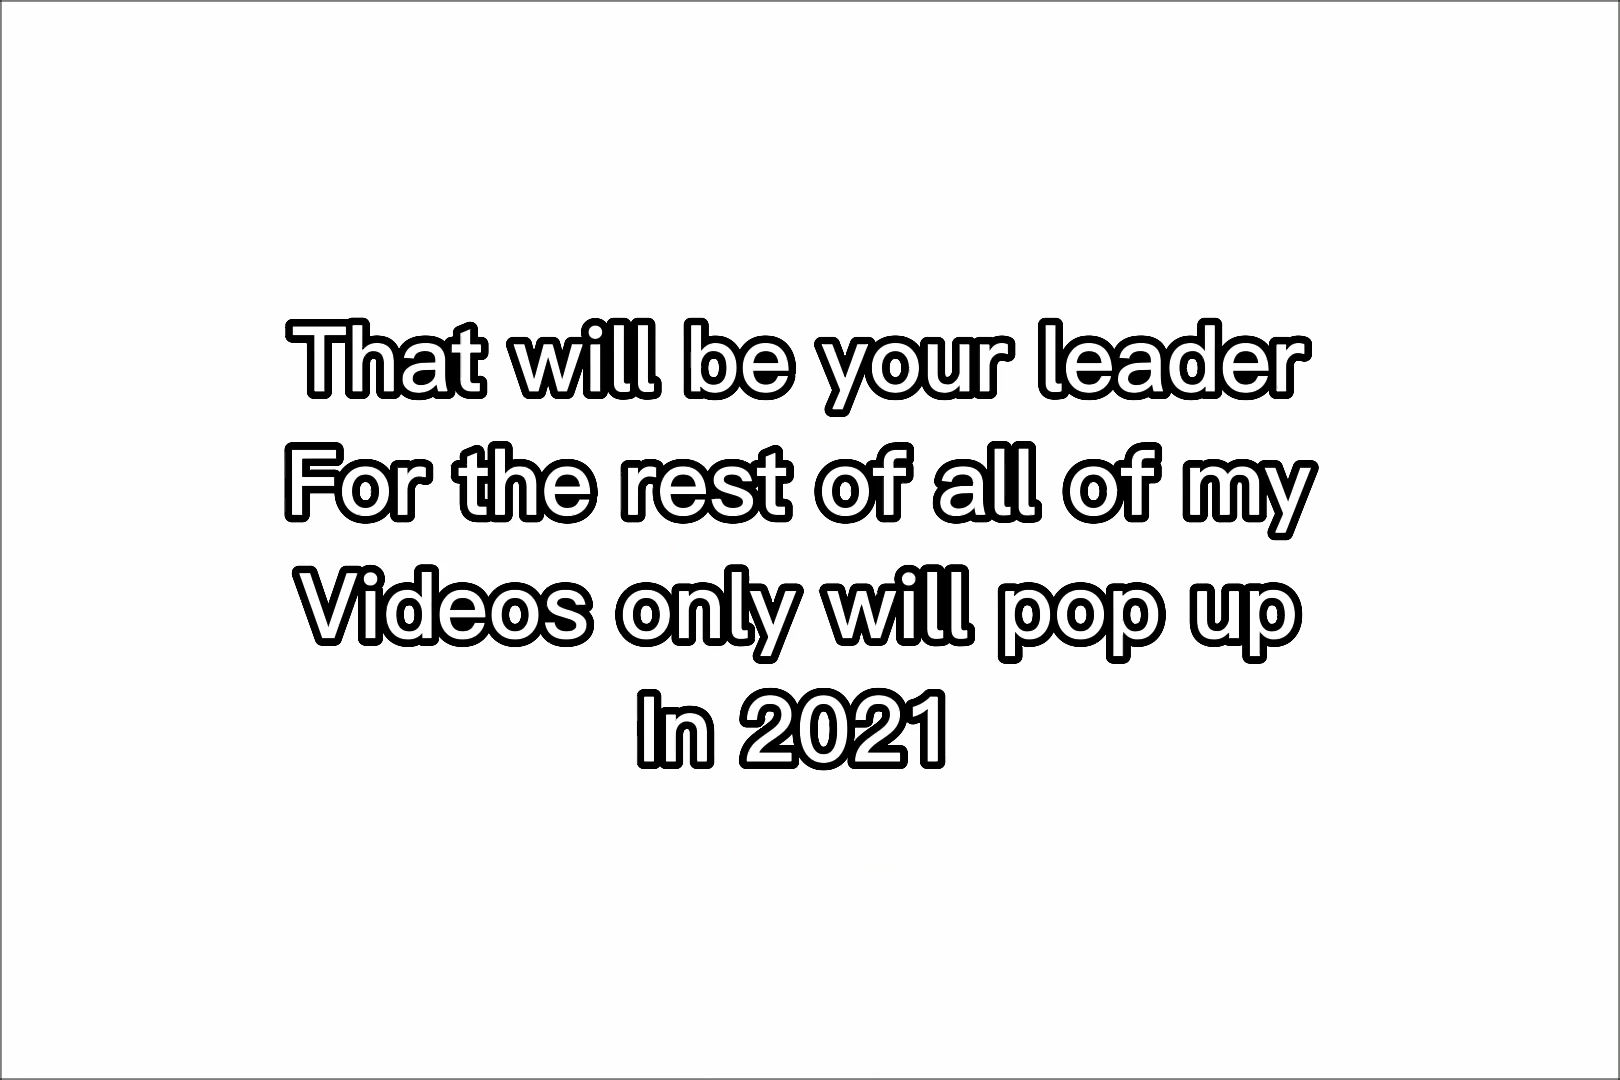 That will be your leader
For the rest of all of my
Videos only will pop up
In 2021